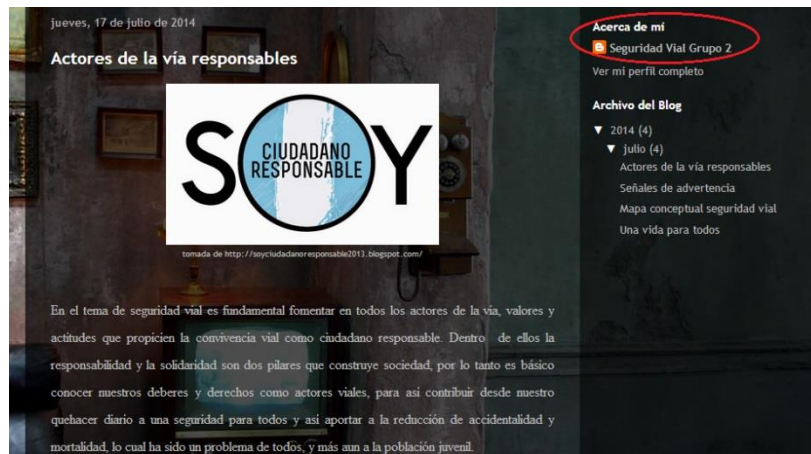 jueves, 17 de julio de 2014
Actores de la vía responsables
SOY
CIUDADANO
RESPONSABLE
tomada de http://soyciudadanoresponsable2013.blogspot.com/
En el tema de seguridad vial es fundamental fomentar en todos los actores de la vía, valores y
actitudes que propicien la convivencia vial como ciudadano responsable. Dentro de ellos la
responsabilidad y la solidaridad son dos pilares que construye sociedad, por lo tanto es básico
conocer nuestros deberes y derechos como actores viales, para asi contribuir desde nuestro
quehacer diario a una seguridad para todos y asi aportar a la reducción de accidentalidad y
mortalidad, lo cual ha sido un problema de todos, y más aun a la población juvenil.
Acerca de mí
Seguridad Vial Grupo 2
Ver mi perfil completo
Archivo del Blog
▼ 2014 (4)
▼ julio (4)
Actores de la vía responsables
Señales de advertencia
Mapa conceptual seguridad vial
Una vida para todos